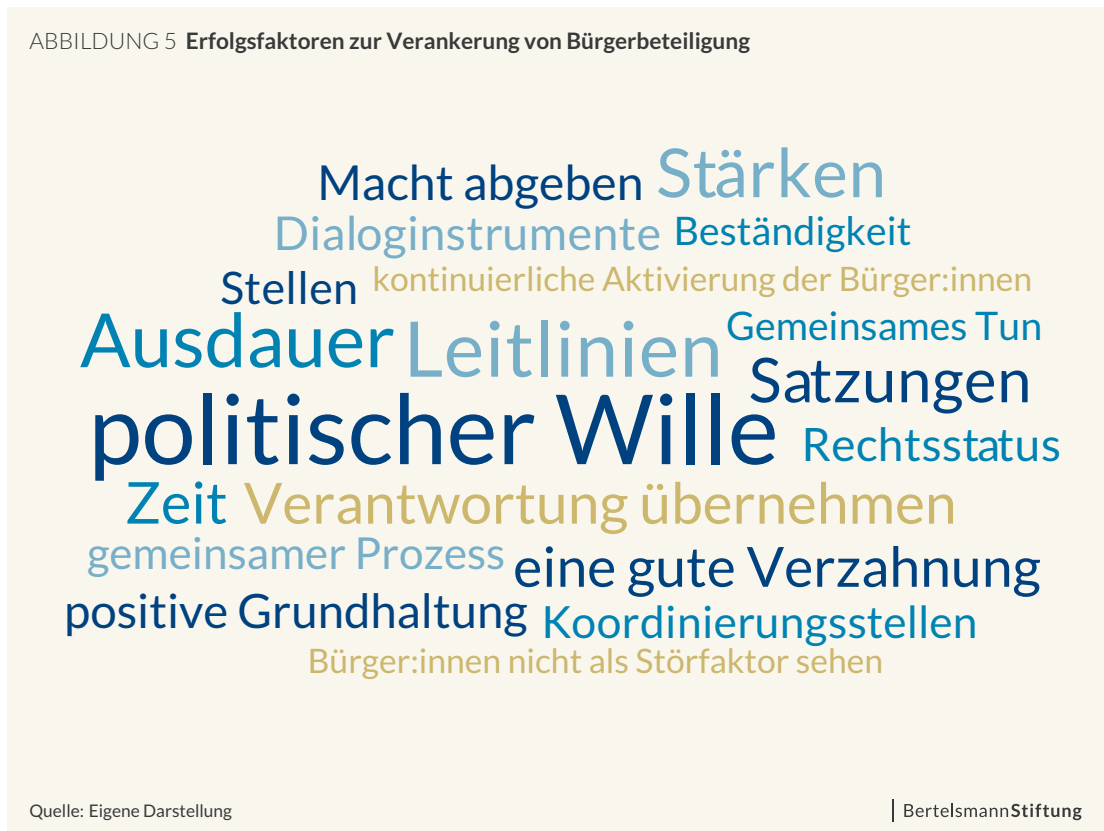 ABBILDUNG 5 Erfolgsfaktoren zur Verankerung von Bürgerbeteiligung
Macht abgeben Stärken
Dialoginstrumente Beständigkeit
Stellen kontinuierliche Aktivierung der Bürger:innen
Ausdauer Leitlinien Gemeinsames Tun
Satzungen
politischer Wille Rechtsstatus
Zeit Verantwortung übernehmen
gemeinsamer Prozess eine gute Verzahnung
positive Grundhaltung Koordinierungsstellen
Bürger:innen nicht als Störfaktor sehen
Quelle: Eigene Darstellung
BertelsmannStiftung